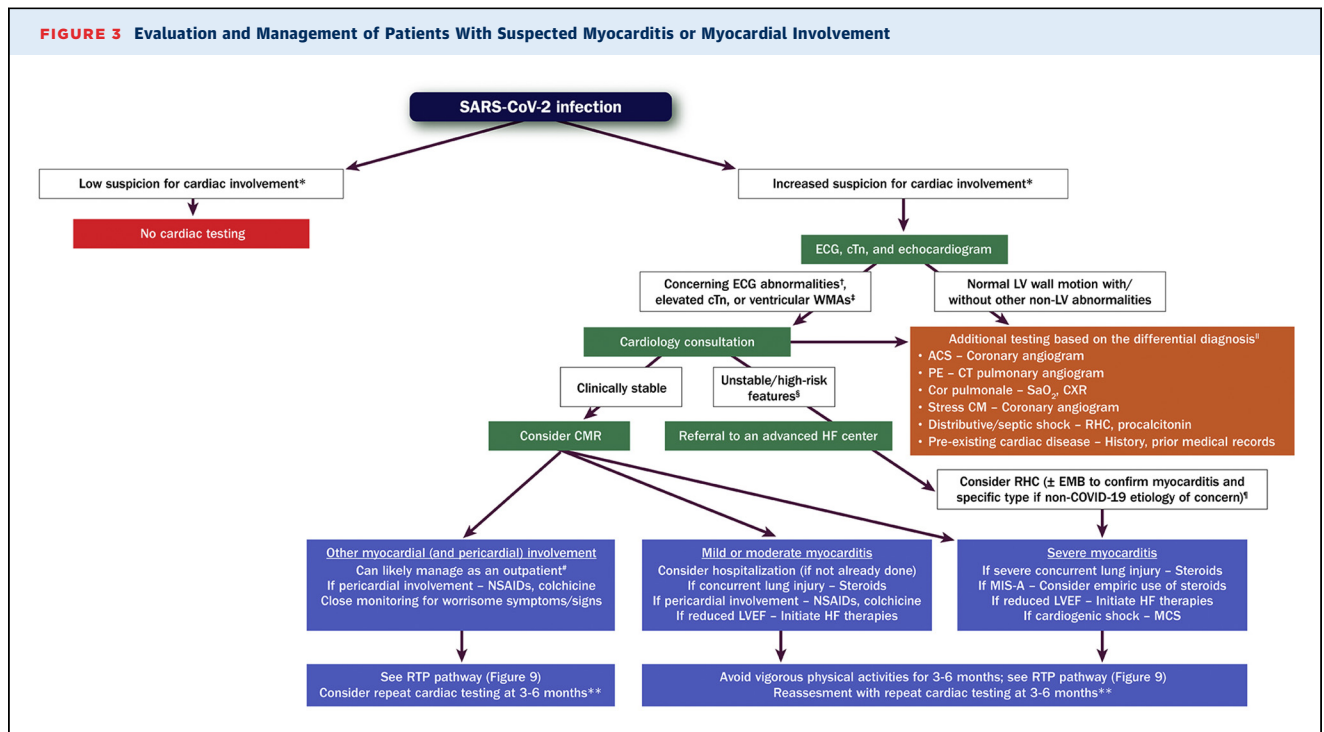 FIGURE 3 Evaluation and Management of Patients With Suspected Myocarditis or Myocardial Involvement
SARS-CoV-2 infection
Low suspicion for cardiac involvement*
Increased suspicion for cardiac involvement*
No cardiac testing
ECG, cTn, and echocardiogram
Concerning ECG abnormalities†,
elevated cTn, or ventricular WMAs‡
Normal LV wall motion with/
without other non-LV abnormalities
Cardiology consultation
Additional testing based on the differential diagnosis‖
• ACS – Coronary angiogram
• PE – CT pulmonary angiogram
• Cor pulmonale – SaO₂, CXR
• Stress CM – Coronary angiogram
• Distributive/septic shock – RHC, procalcitonin
• Pre-existing cardiac disease – History, prior medical records
Clinically stable
Unstable/high-risk
features§
Consider CMR
Referral to an advanced HF center
Consider RHC (± EMB to confirm myocarditis and
specific type if non-COVID-19 etiology of concern)¶
Other myocardial (and pericardial) involvement
Can likely manage as an outpatient#
If pericardial involvement – NSAIDs, colchicine
Close monitoring for worrisome symptoms/signs
Mild or moderate myocarditis
Consider hospitalization (if not already done)
If concurrent lung injury – Steroids
If pericardial involvement – NSAIDs, colchicine
If reduced LVEF – Initiate HF therapies
Severe myocarditis
If severe concurrent lung injury – Steroids
If MIS-A – Consider empiric use of steroids
If reduced LVEF – Initiate HF therapies
If cardiogenic shock – MCS
See RTP pathway (Figure 9)
Consider repeat cardiac testing at 3-6 months**
Avoid vigorous physical activities for 3-6 months; see RTP pathway (Figure 9)
Reassesment with repeat cardiac testing at 3-6 months**